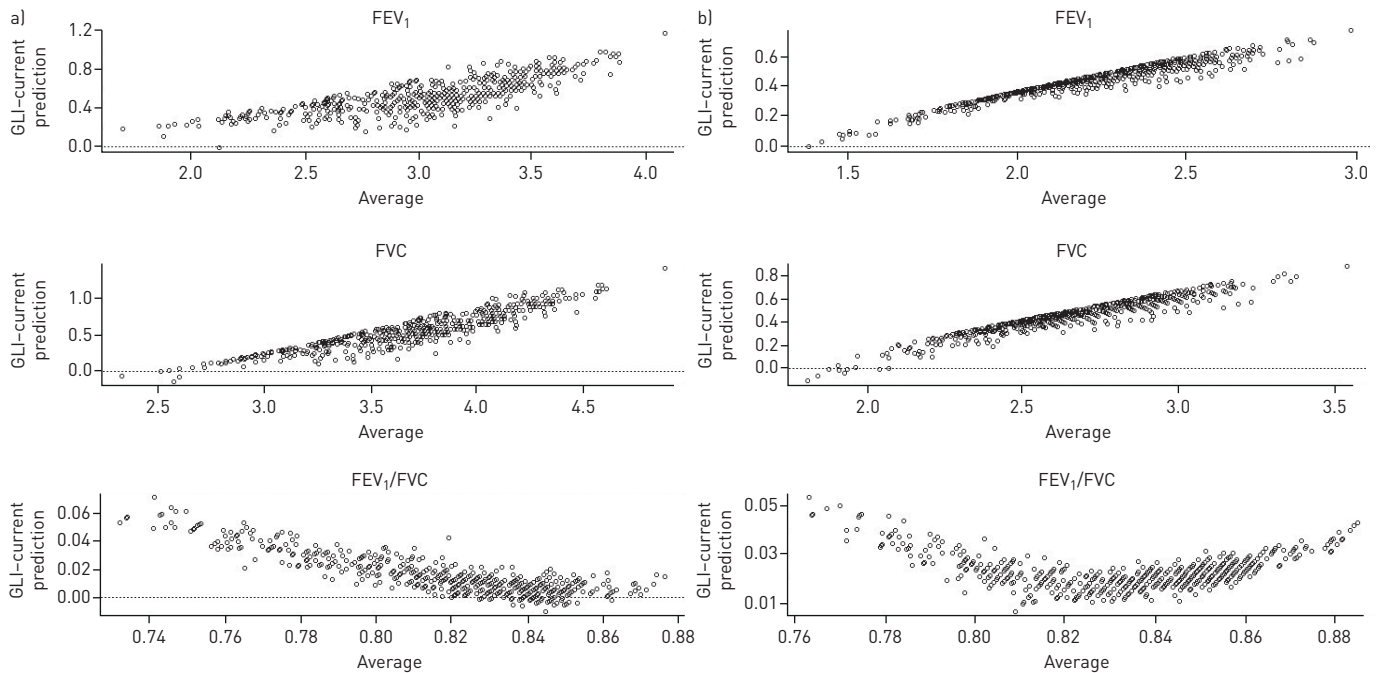 a)
FEV1
GLI–current
prediction
1.2
0.8
0.4
0.0
2.0 2.5 3.0 3.5 4.0
Average
FVC
GLI–current
prediction
1.0
0.5
0.0
2.5 3.0 3.5 4.0 4.5
Average
FEV1/FVC
GLI–current
prediction
0.06
0.04
0.02
0.00
0.74 0.76 0.78 0.80 0.82 0.84 0.86 0.88
Average
b)
FEV1
GLI–current
prediction
0.6
0.4
0.2
0.0
1.5 2.0 2.5 3.0
Average
FVC
GLI–current
prediction
0.8
0.6
0.4
0.2
0.0
2.0 2.5 3.0 3.5
Average
FEV1/FVC
GLI–current
prediction
0.05
0.03
0.01
0.76 0.78 0.80 0.82 0.84 0.86 0.88
Average